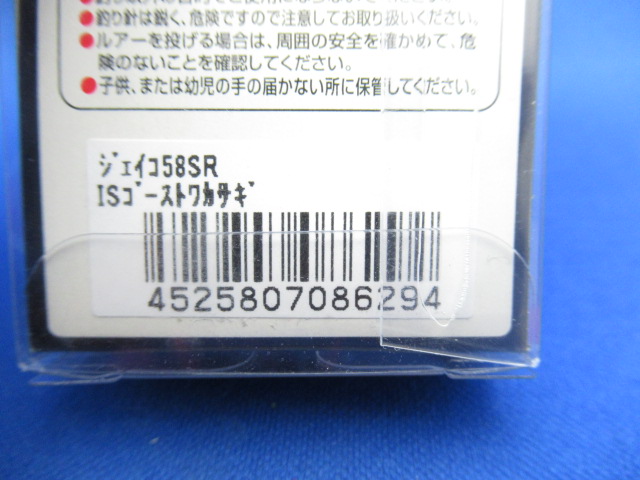 ●釣り針は鋭く、危険ですので注意してお取り扱いください。
●ルアーを投げる場合は、周囲の安全を確かめて、危
険のないことを確認してください。
●子供、または幼児の手の届かない所に保管してください。
ｼﾞｪｲｺ58SR
ISｺﾞｰｽﾄﾜｶｻｷﾞ
4525807086294